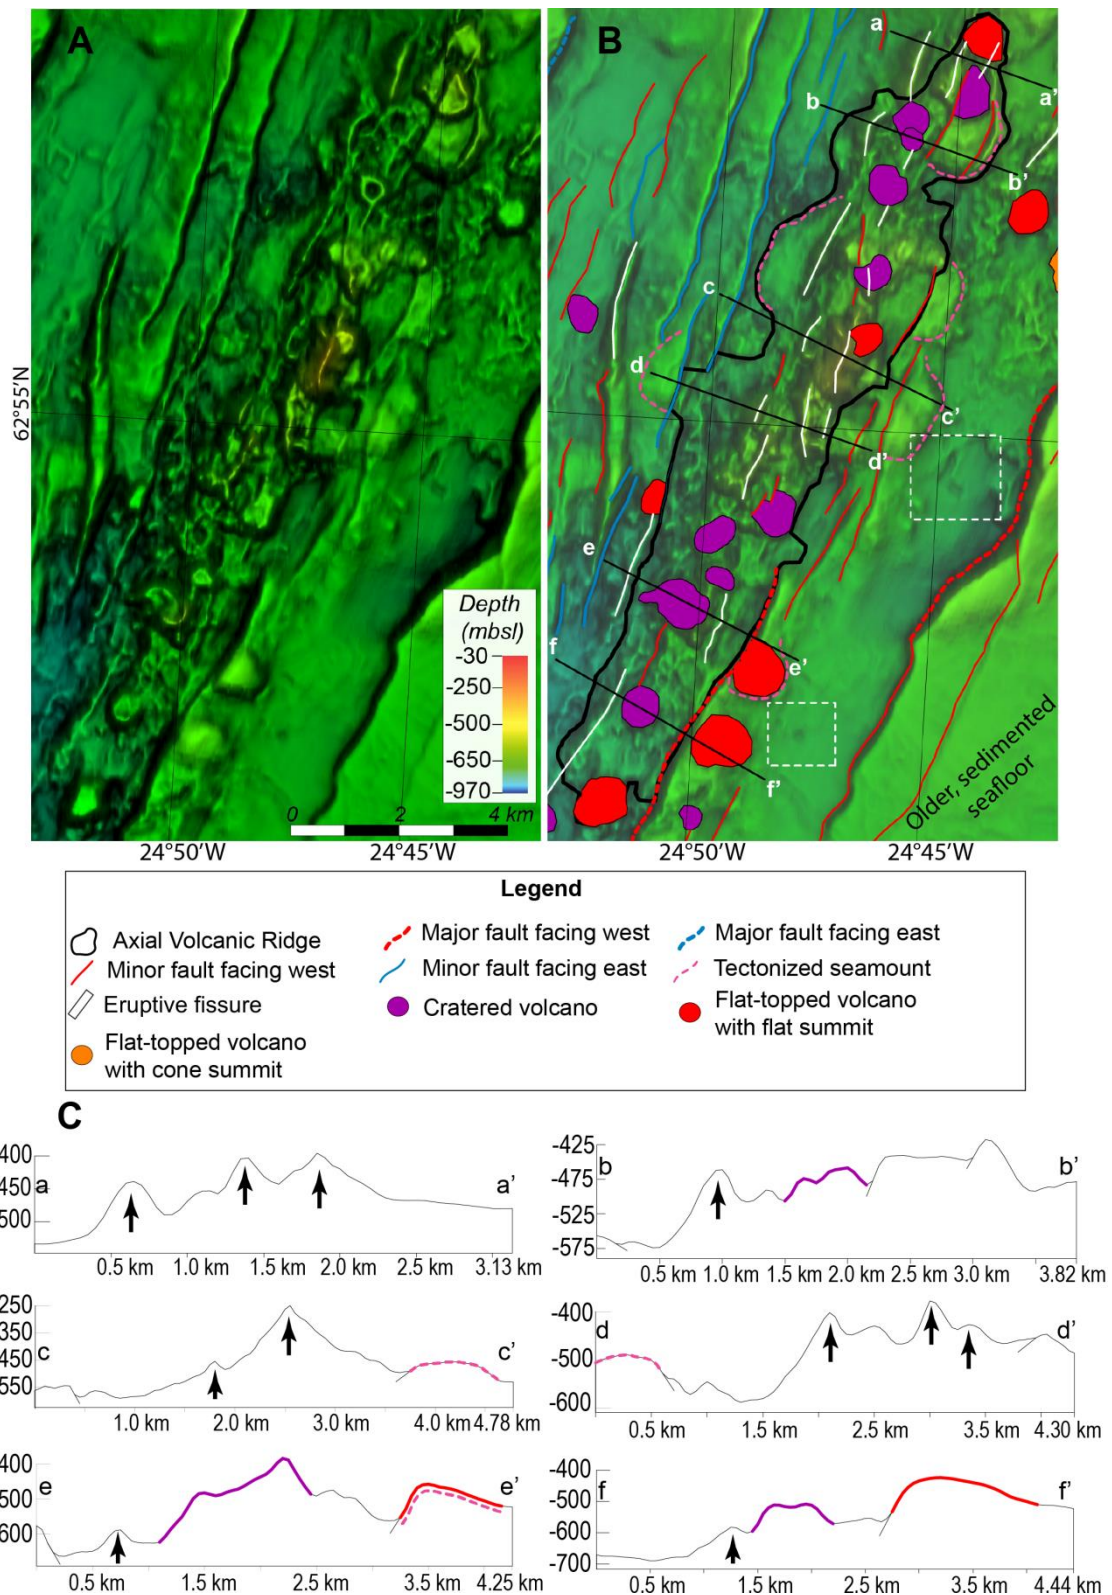 A
B
a
a'
b
b'
c
c'
d
d'
e
e'
f
f'
62°55'N
Depth
(mbsl)
-30
-250
-500
-650
-970
0 2 4 km
Older, sedimented
seafloor
24°50'W 24°45'W 24°50'W 24°45'W
Legend
Axial Volcanic Ridge
Major fault facing west
Major fault facing east
Minor fault facing west
Minor fault facing east
Tectonized seamount
Eruptive fissure
Cratered volcano
Flat-topped volcano
with flat summit
Flat-topped volcano
with cone summit
C
400
450
500
a a'
0.5 km 1.0 km 1.5 km 2.0 km 2.5 km 3.13 km
-425
-475
-525
-575
b b'
0.5 km 1.0 km 1.5 km 2.0 km 2.5 km 3.0 km 3.82 km
250
350
450
550
c c'
1.0 km 2.0 km 3.0 km 4.0 km 4.78 km
-400
-500
-600
d d'
0.5 km 1.5 km 2.5 km 3.5 km 4.30 km
400
500
600
e e'
0.5 km 1.5 km 2.5 km 3.5 km 4.25 km
-400
-500
-600
-700
f f'
0.5 km 1.5 km 2.5 km 3.5 km 4.44 km